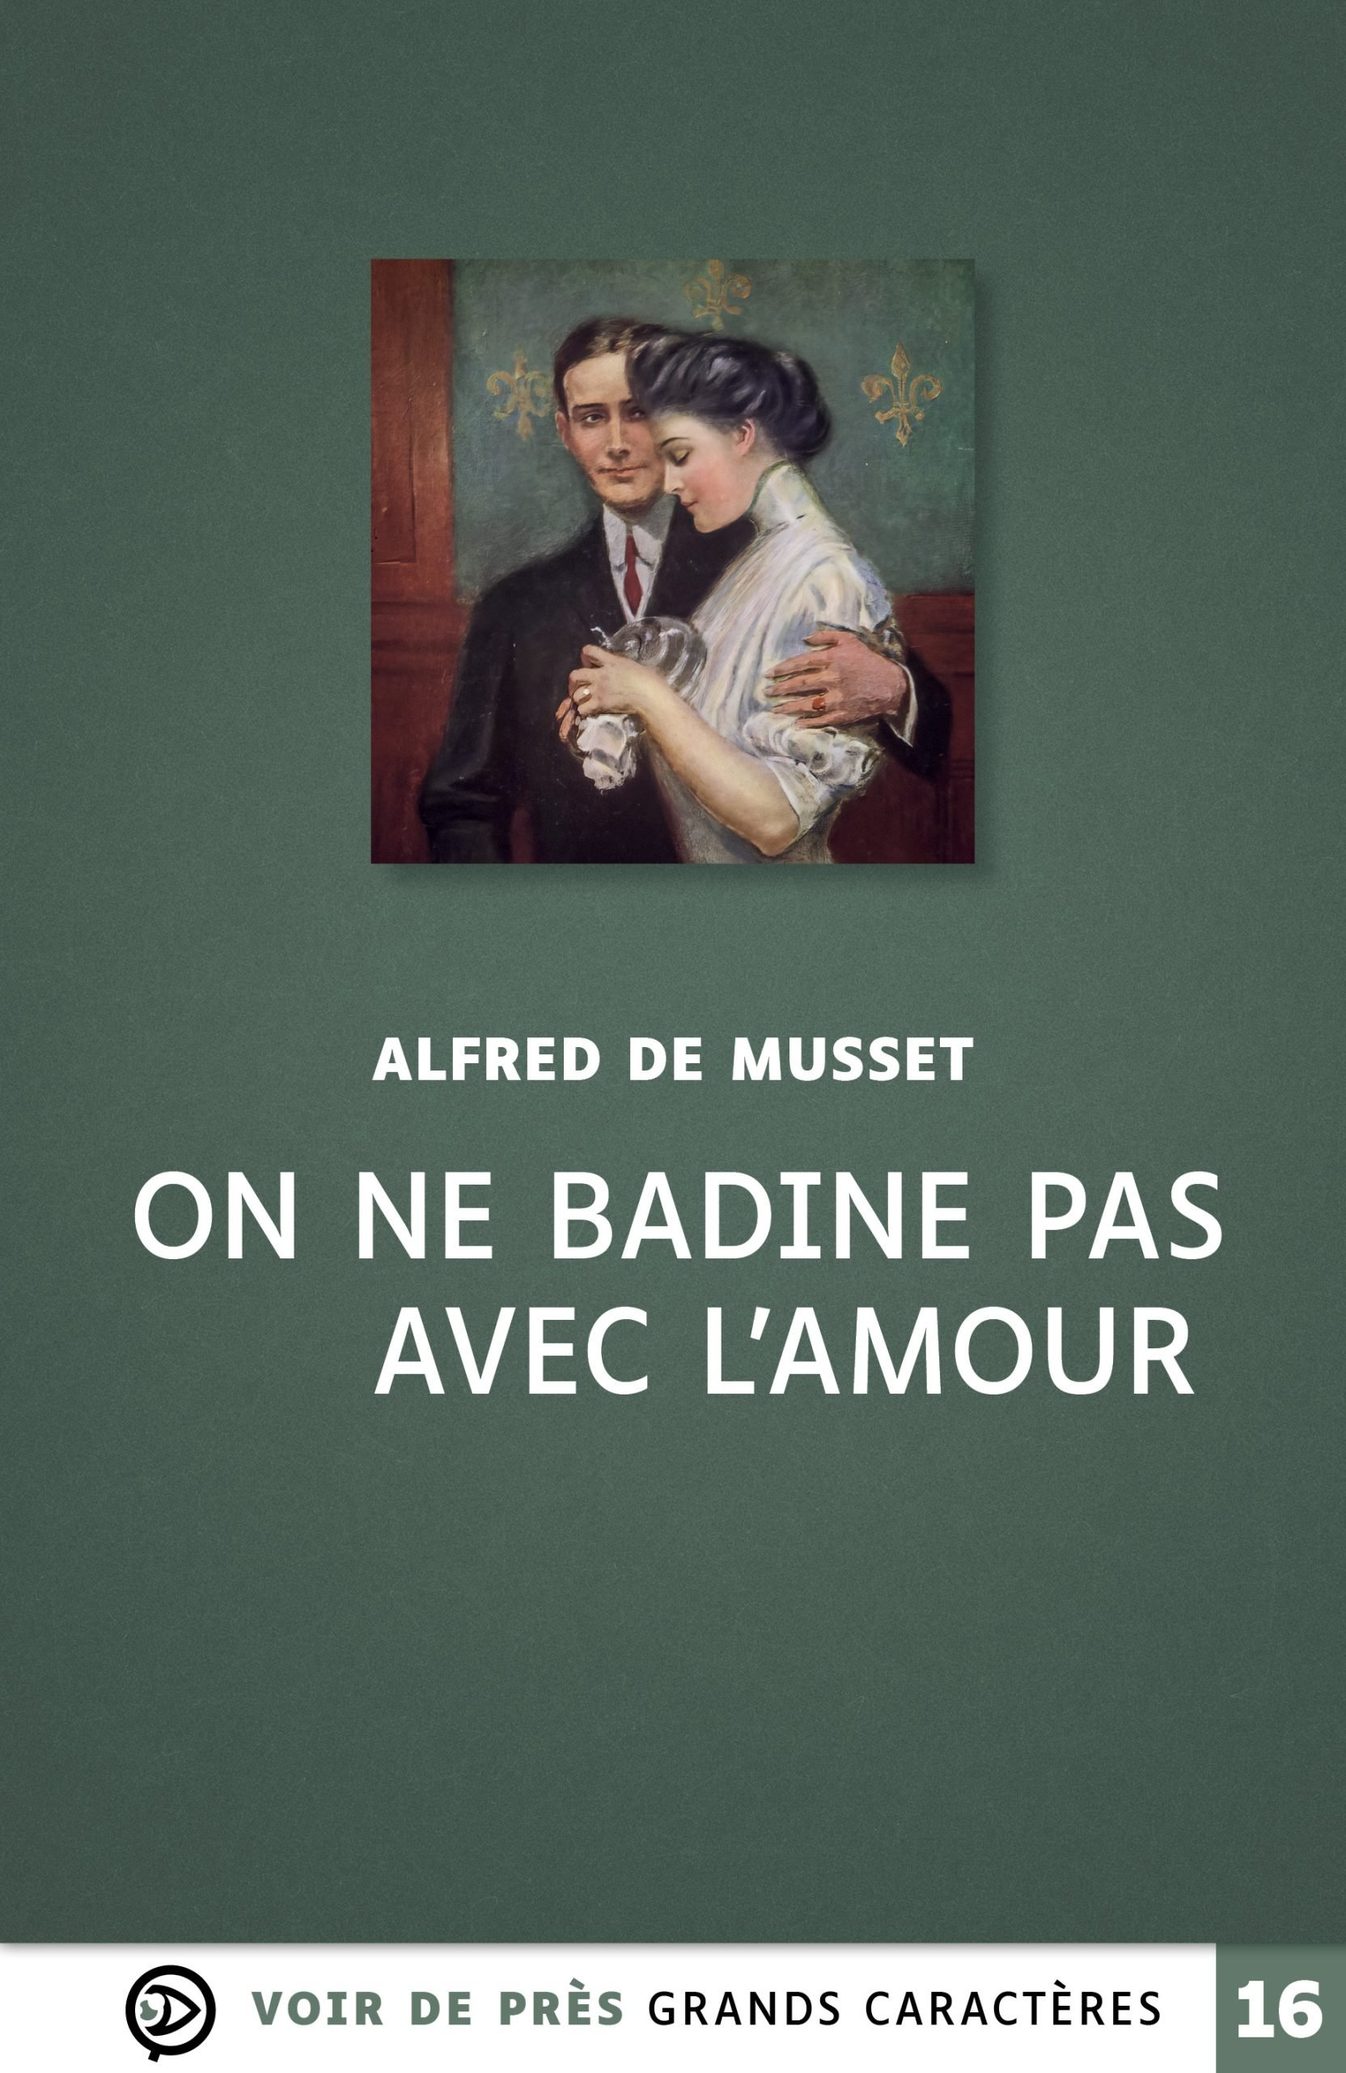 ALFRED DE MUSSET
ON NE BADINE PAS
AVEC L’AMOUR
VOIR DE PRÈS GRANDS CARACTÈRES 16